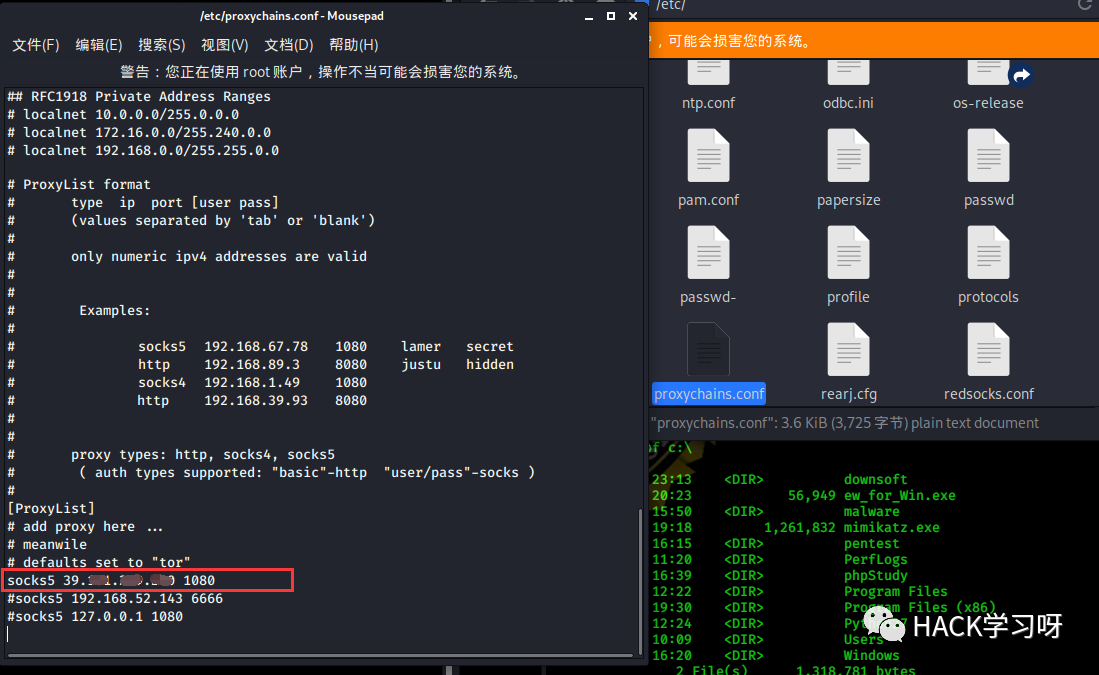 /etc/proxychains.conf - Mousepad
文件(F) 编辑(E) 搜索(S) 视图(V) 文档(D) 帮助(H)
警告：您正在使用 root 账户，操作不当可能会损害您的系统。
## RFC1918 Private Address Ranges
# localnet 10.0.0.0/255.0.0.0
# localnet 172.16.0.0/255.240.0.0
# localnet 192.168.0.0/255.255.0.0
# ProxyList format
#       type  ip  port [user pass]
#       (values separated by 'tab' or 'blank')
#
#       only numeric ipv4 addresses are valid
#
#
#        Examples:
#
#               socks5  192.168.67.78   1080    lamer   secret
#               http    192.168.89.3    8080    justu   hidden
#               socks4  192.168.1.49    1080
#               http    192.168.39.93   8080
#
#
#       proxy types: http, socks4, socks5
#        ( auth types supported: "basic"-http  "user/pass"-socks )
#
[ProxyList]
# add proxy here ...
# meanwile
# defaults set to "tor"
socks5 39. 1080
#socks5 192.168.52.143 6666
#socks5 127.0.0.1 1080
/etc/
，可能会损害您的系统。
ntp.conf odbc.ini os-release
pam.conf papersize passwd
passwd- profile protocols
proxychains.conf rearj.cfg redsocks.conf
"proxychains.conf": 3.6 KiB (3,725 字节) plain text document
of c:\
23:13    <DIR>          downsoft
20:23            56,949 ew_for_Win.exe
15:50    <DIR>          malware
19:18         1,261,832 mimikatz.exe
16:15    <DIR>          pentest
11:20    <DIR>          PerfLogs
16:39    <DIR>          phpStudy
12:22    <DIR>          Program Files
19:30    <DIR>          Program Files (x86)
12:24    <DIR>
10:09    <DIR>          Users
16:20    <DIR>          Windows
2 File(s)      1,318,781 bytes
HACK学习呀